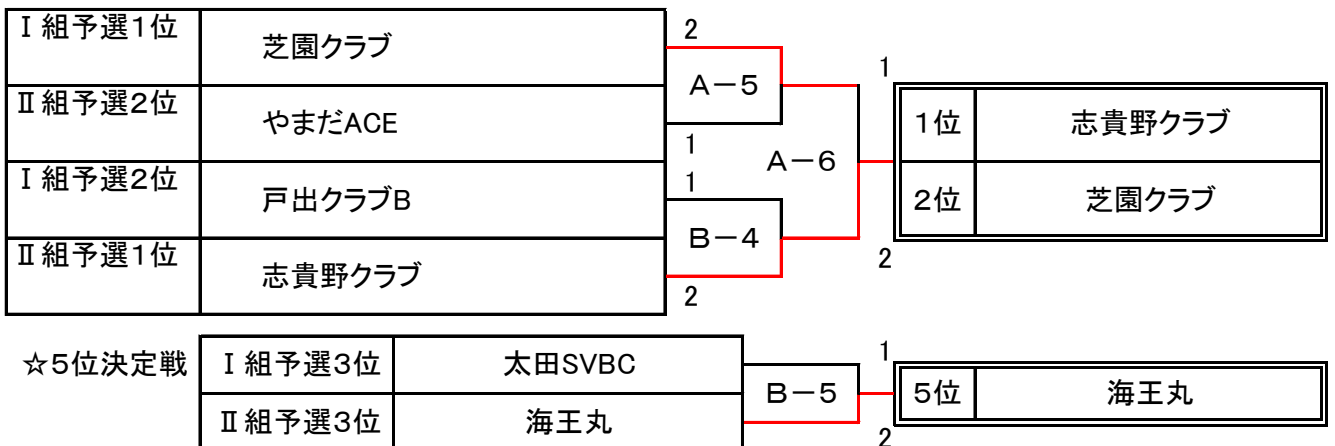 Ⅰ組予選1位 芝園クラブ 2
A-5 1
Ⅱ組予選2位 やまだACE 1 1位 志貴野クラブ
A-6
Ⅰ組予選2位 戸出クラブB 1 2位 芝園クラブ
B-4 2
Ⅱ組予選1位 志貴野クラブ 2
☆5位決定戦 Ⅰ組予選3位 太田SVBC 1
B-5 5位 海王丸
Ⅱ組予選3位 海王丸 2